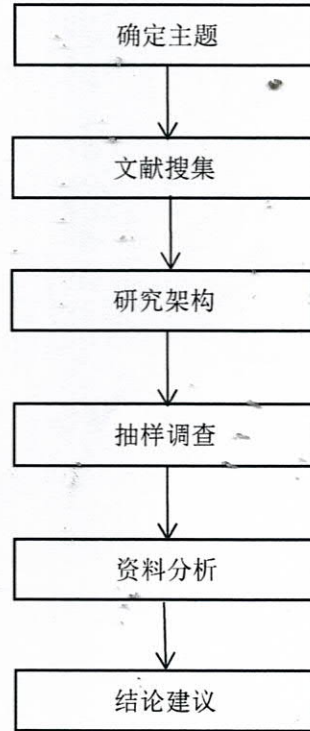 确定主题
文献搜集
研究架构
抽样调查
资料分析
结论建议